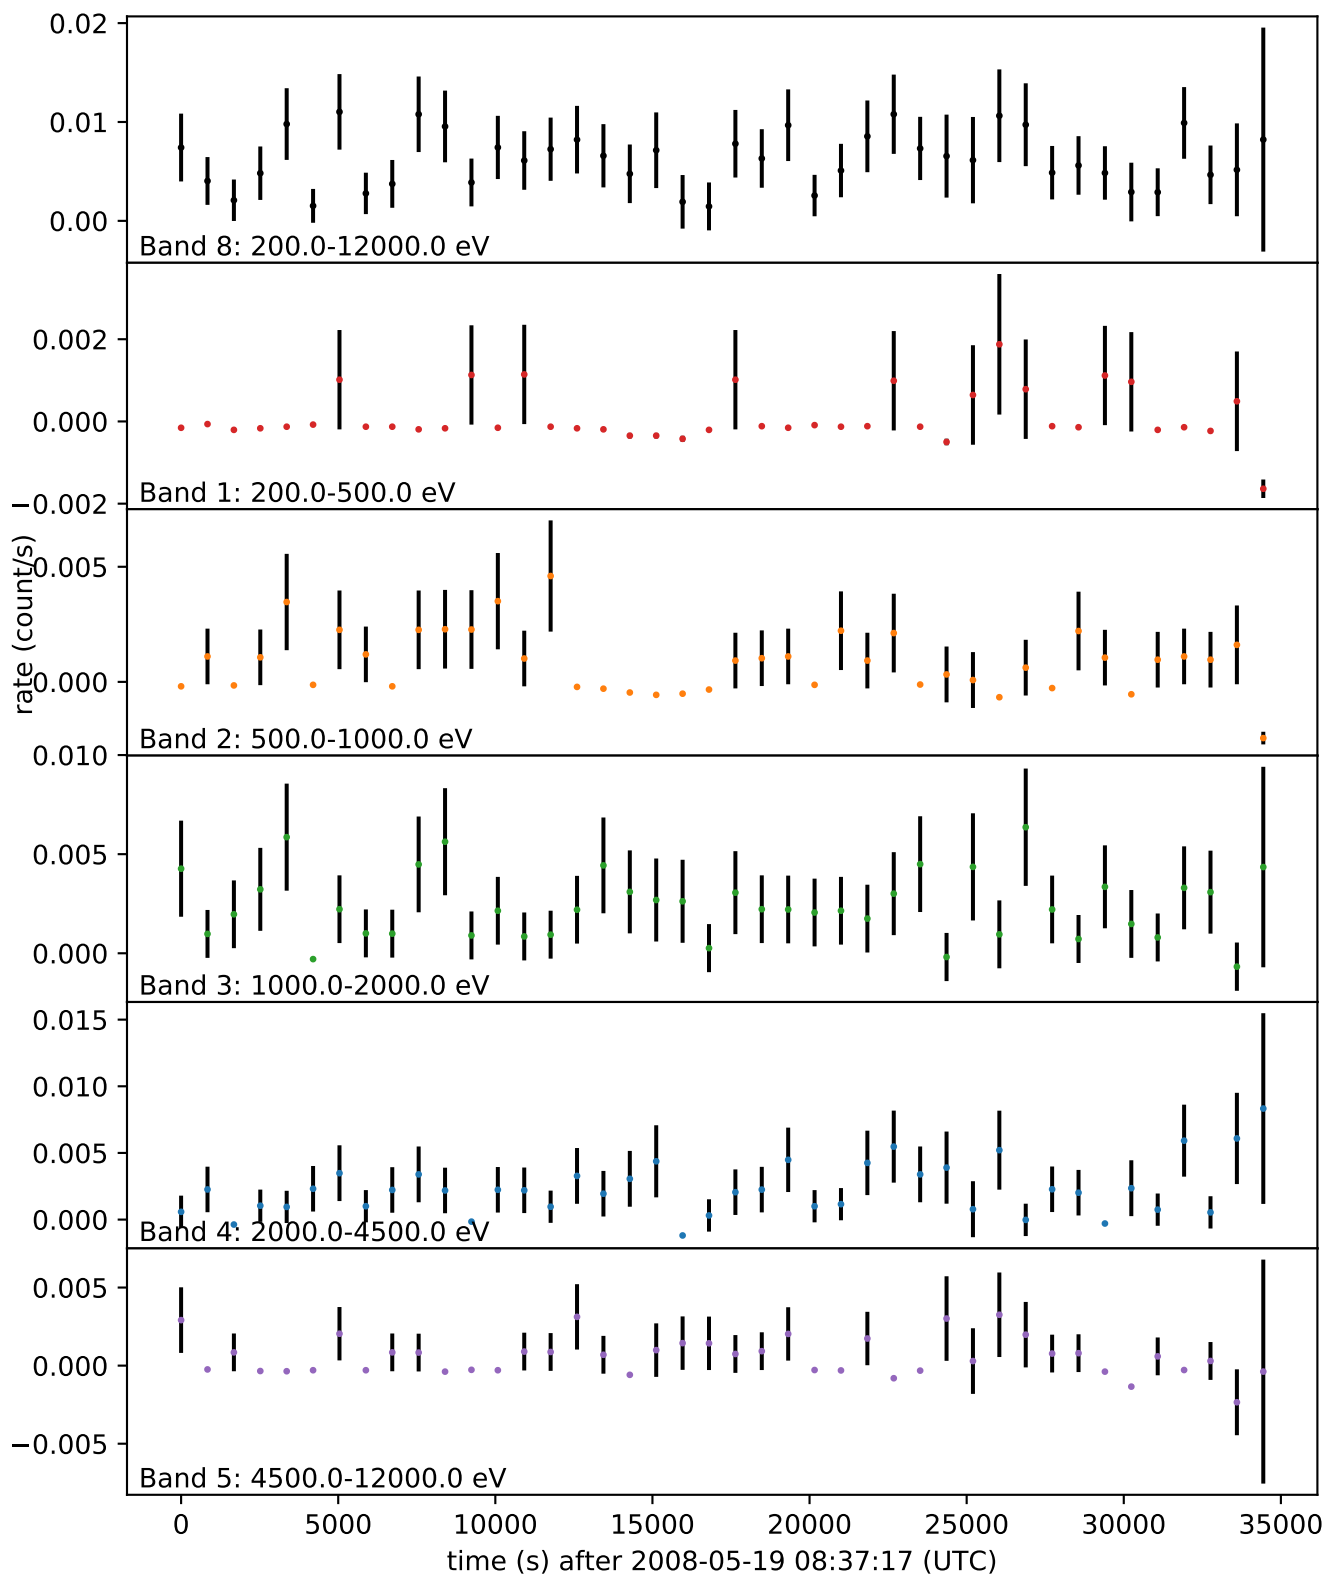 0.02
0.01
0.00
Band 8: 200.0-12000.0 eV
0.002
0.000
−0.002
Band 1: 200.0-500.0 eV
rate (count/s)
0.005
0.000
Band 2: 500.0-1000.0 eV
0.010
0.005
0.000
Band 3: 1000.0-2000.0 eV
0.015
0.010
0.005
0.000
Band 4: 2000.0-4500.0 eV
0.005
0.000
−0.005
Band 5: 4500.0-12000.0 eV
0 5000 10000 15000 20000 25000 30000 35000
time (s) after 2008-05-19 08:37:17 (UTC)